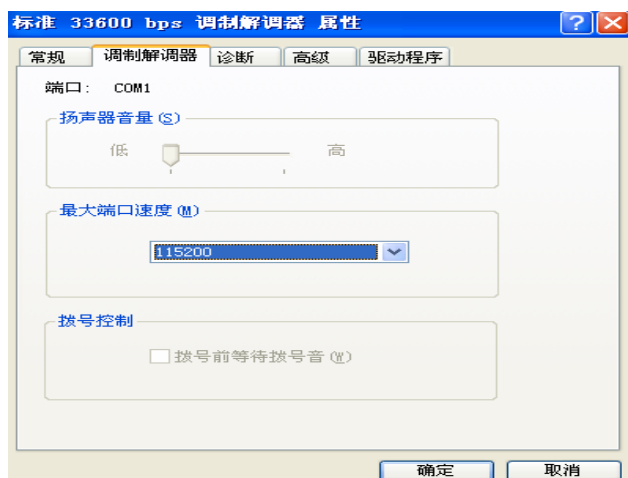 标准 33600 bps 调制解调器 属性
常规 调制解调器 诊断 高级 驱动程序
端口: COM1
扬声器音量(S)
低 高
最大端口速度(M)
115200
拨号控制
拨号前等待拨号音(W)
确定 取消